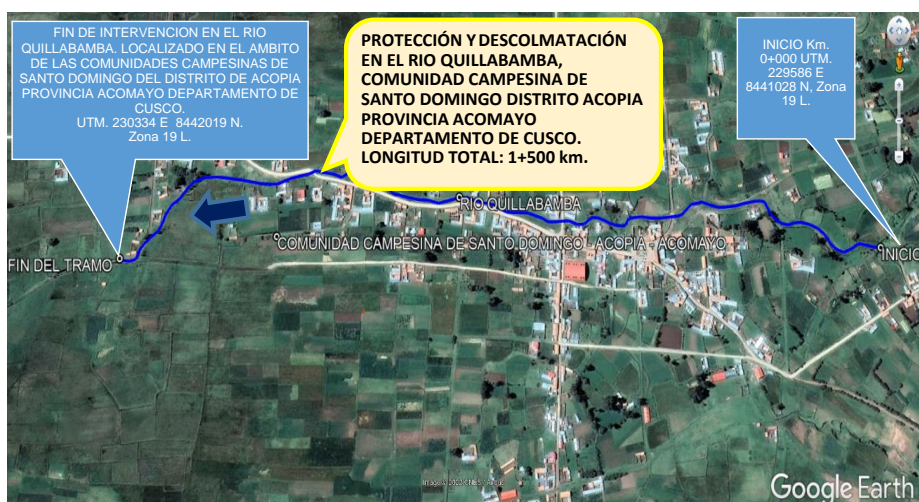 FIN DE INTERVENCION EN EL RIO
QUILLABAMBA. LOCALIZADO EN EL AMBITO
DE LAS COMUNIDADES CAMPESINAS DE
SANTO DOMINGO DEL DISTRITO DE ACOPIA
PROVINCIA ACOMAYO DEPARTAMENTO DE
CUSCO.
UTM. 230334 E 8442019 N.
Zona 19 L.
PROTECCIÓN Y DESCOLMATACIÓN
EN EL RIO QUILLABAMBA,
COMUNIDAD CAMPESINA DE
SANTO DOMINGO DISTRITO ACOPIA
PROVINCIA ACOMAYO
DEPARTAMENTO DE CUSCO.
LONGITUD TOTAL: 1+500 km.
INICIO Km.
0+000 UTM.
229586 E
8441028 N, Zona
19 L.
RIO QUILLABAMBA
COMUNIDAD CAMPESINA DE SANTO DOMINGO - ACOPIA - ACOMAYO
INICIO
FIN DEL TRAMO
Google Earth